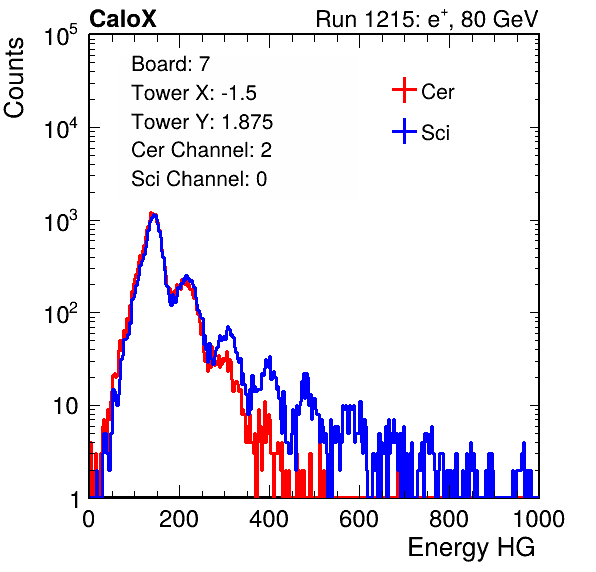 CaloX Run 1215: e⁺, 80 GeV
Counts
10⁵
10⁴
10³
10²
10
1
Board: 7
Tower X: -1.5
Tower Y: 1.875
Cer Channel: 2
Sci Channel: 0
Cer
Sci
0 200 400 600 800 1000
Energy HG